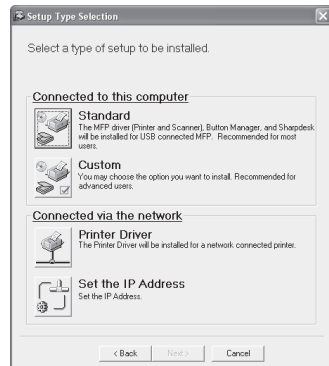 Setup Type Selection
Select a type of setup to be installed.
Connected to this computer
Standard
The MFP driver (Printer and Scanner), Button Manager, and Sharpdesk
will be installed for USB connected MFP. Recommended for most
users.
Custom
You may choose the option you want to install. Recommended for
advanced users.
Connected via the network
Printer Driver
The Printer Driver will be installed for a network connected printer.
Set the IP Address
Set the IP Address.
< Back
Next >
Cancel